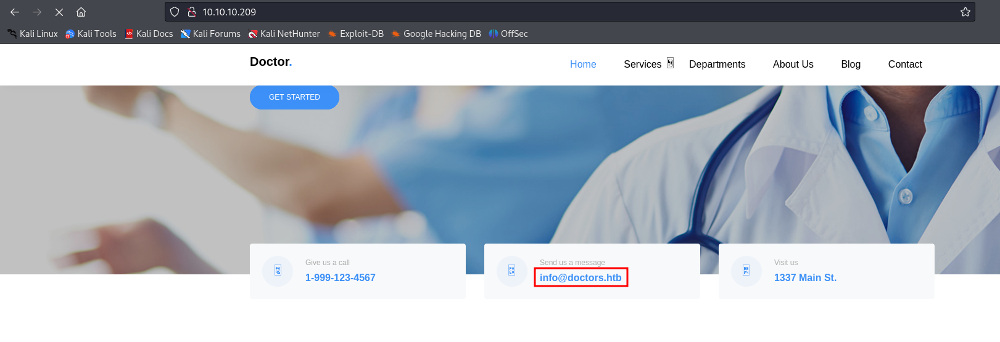 10.10.10.209
Kali Linux Kali Tools Kali Docs Kali Forums Kali NetHunter Exploit-DB Google Hacking DB OffSec
Doctor.
Home Services Departments About Us Blog Contact
GET STARTED
Give us a call
1-999-123-4567
Send us a message
info@doctors.htb
Visit us
1337 Main St.